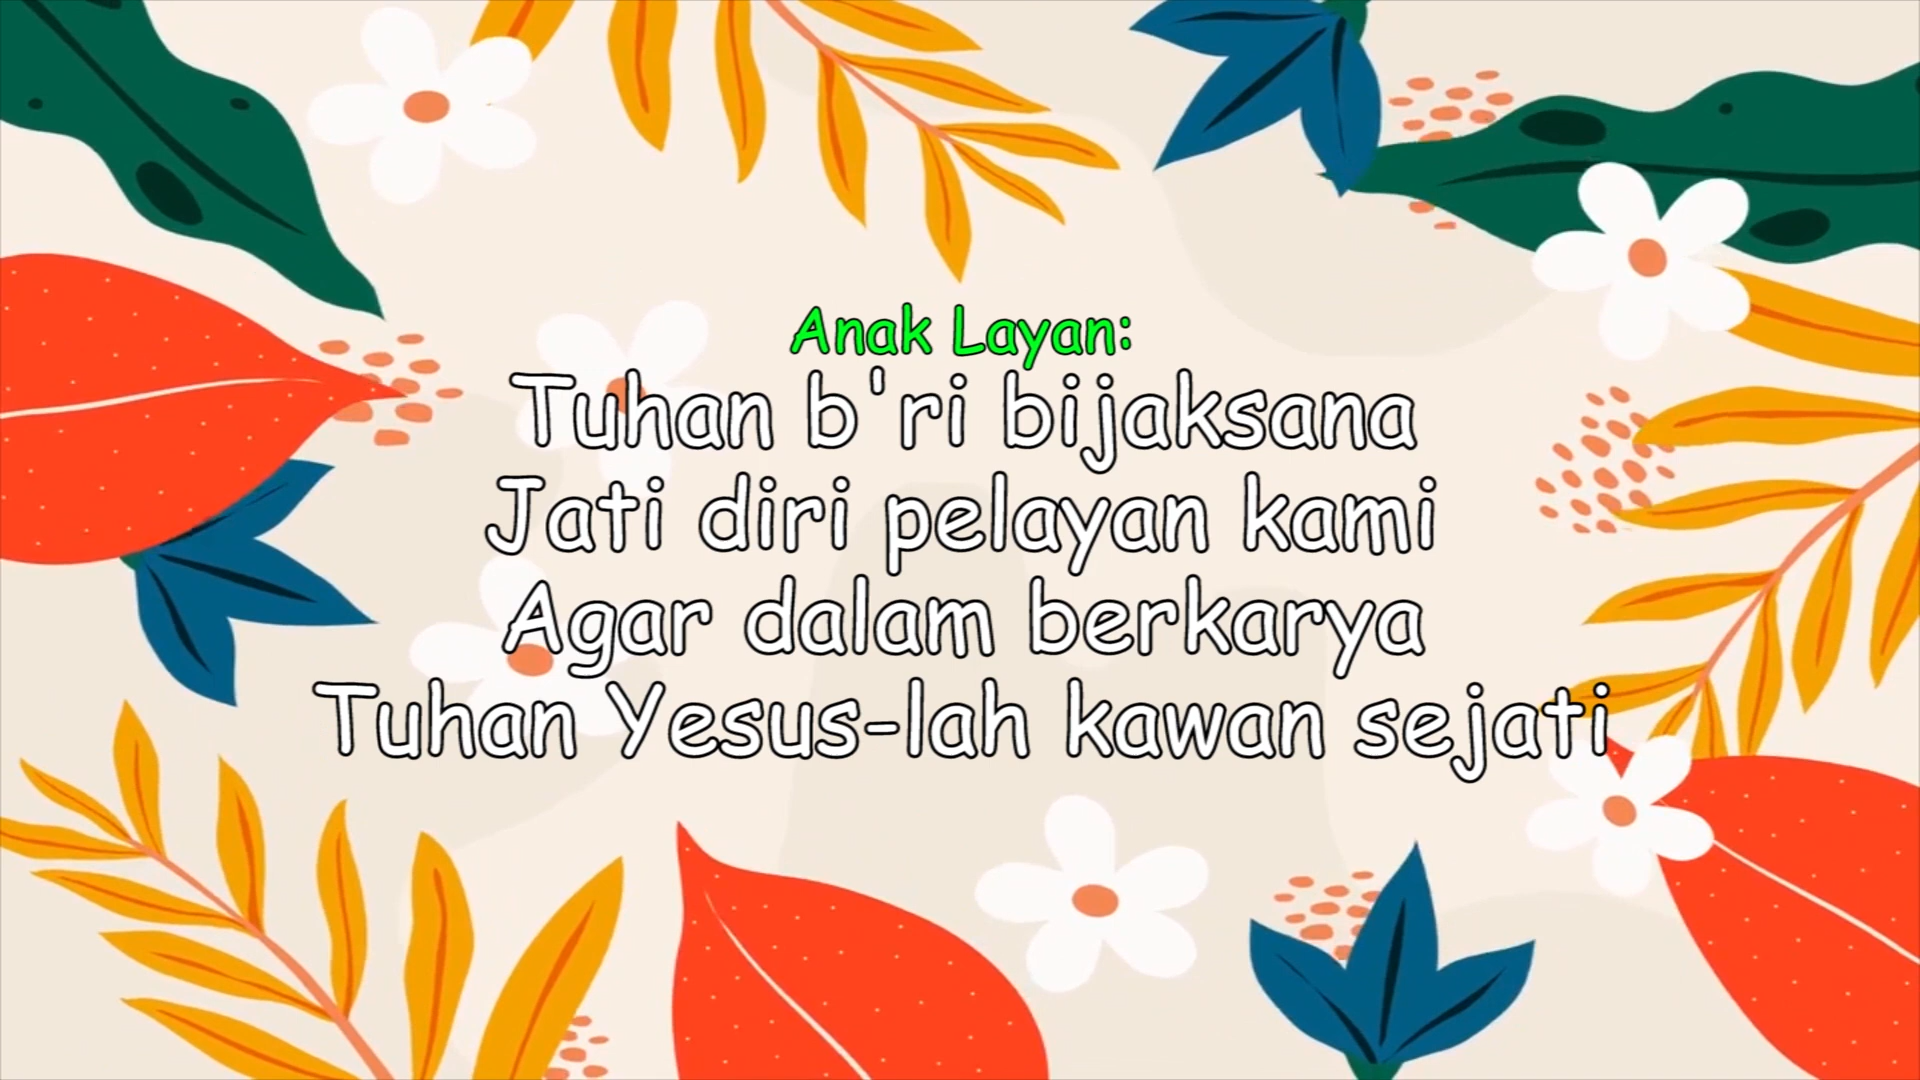 Anak Layan:
Tuhan b'ri bijaksana
Jati diri pelayan kami
Agar dalam berkarya
Tuhan Yesus-lah kawan sejati